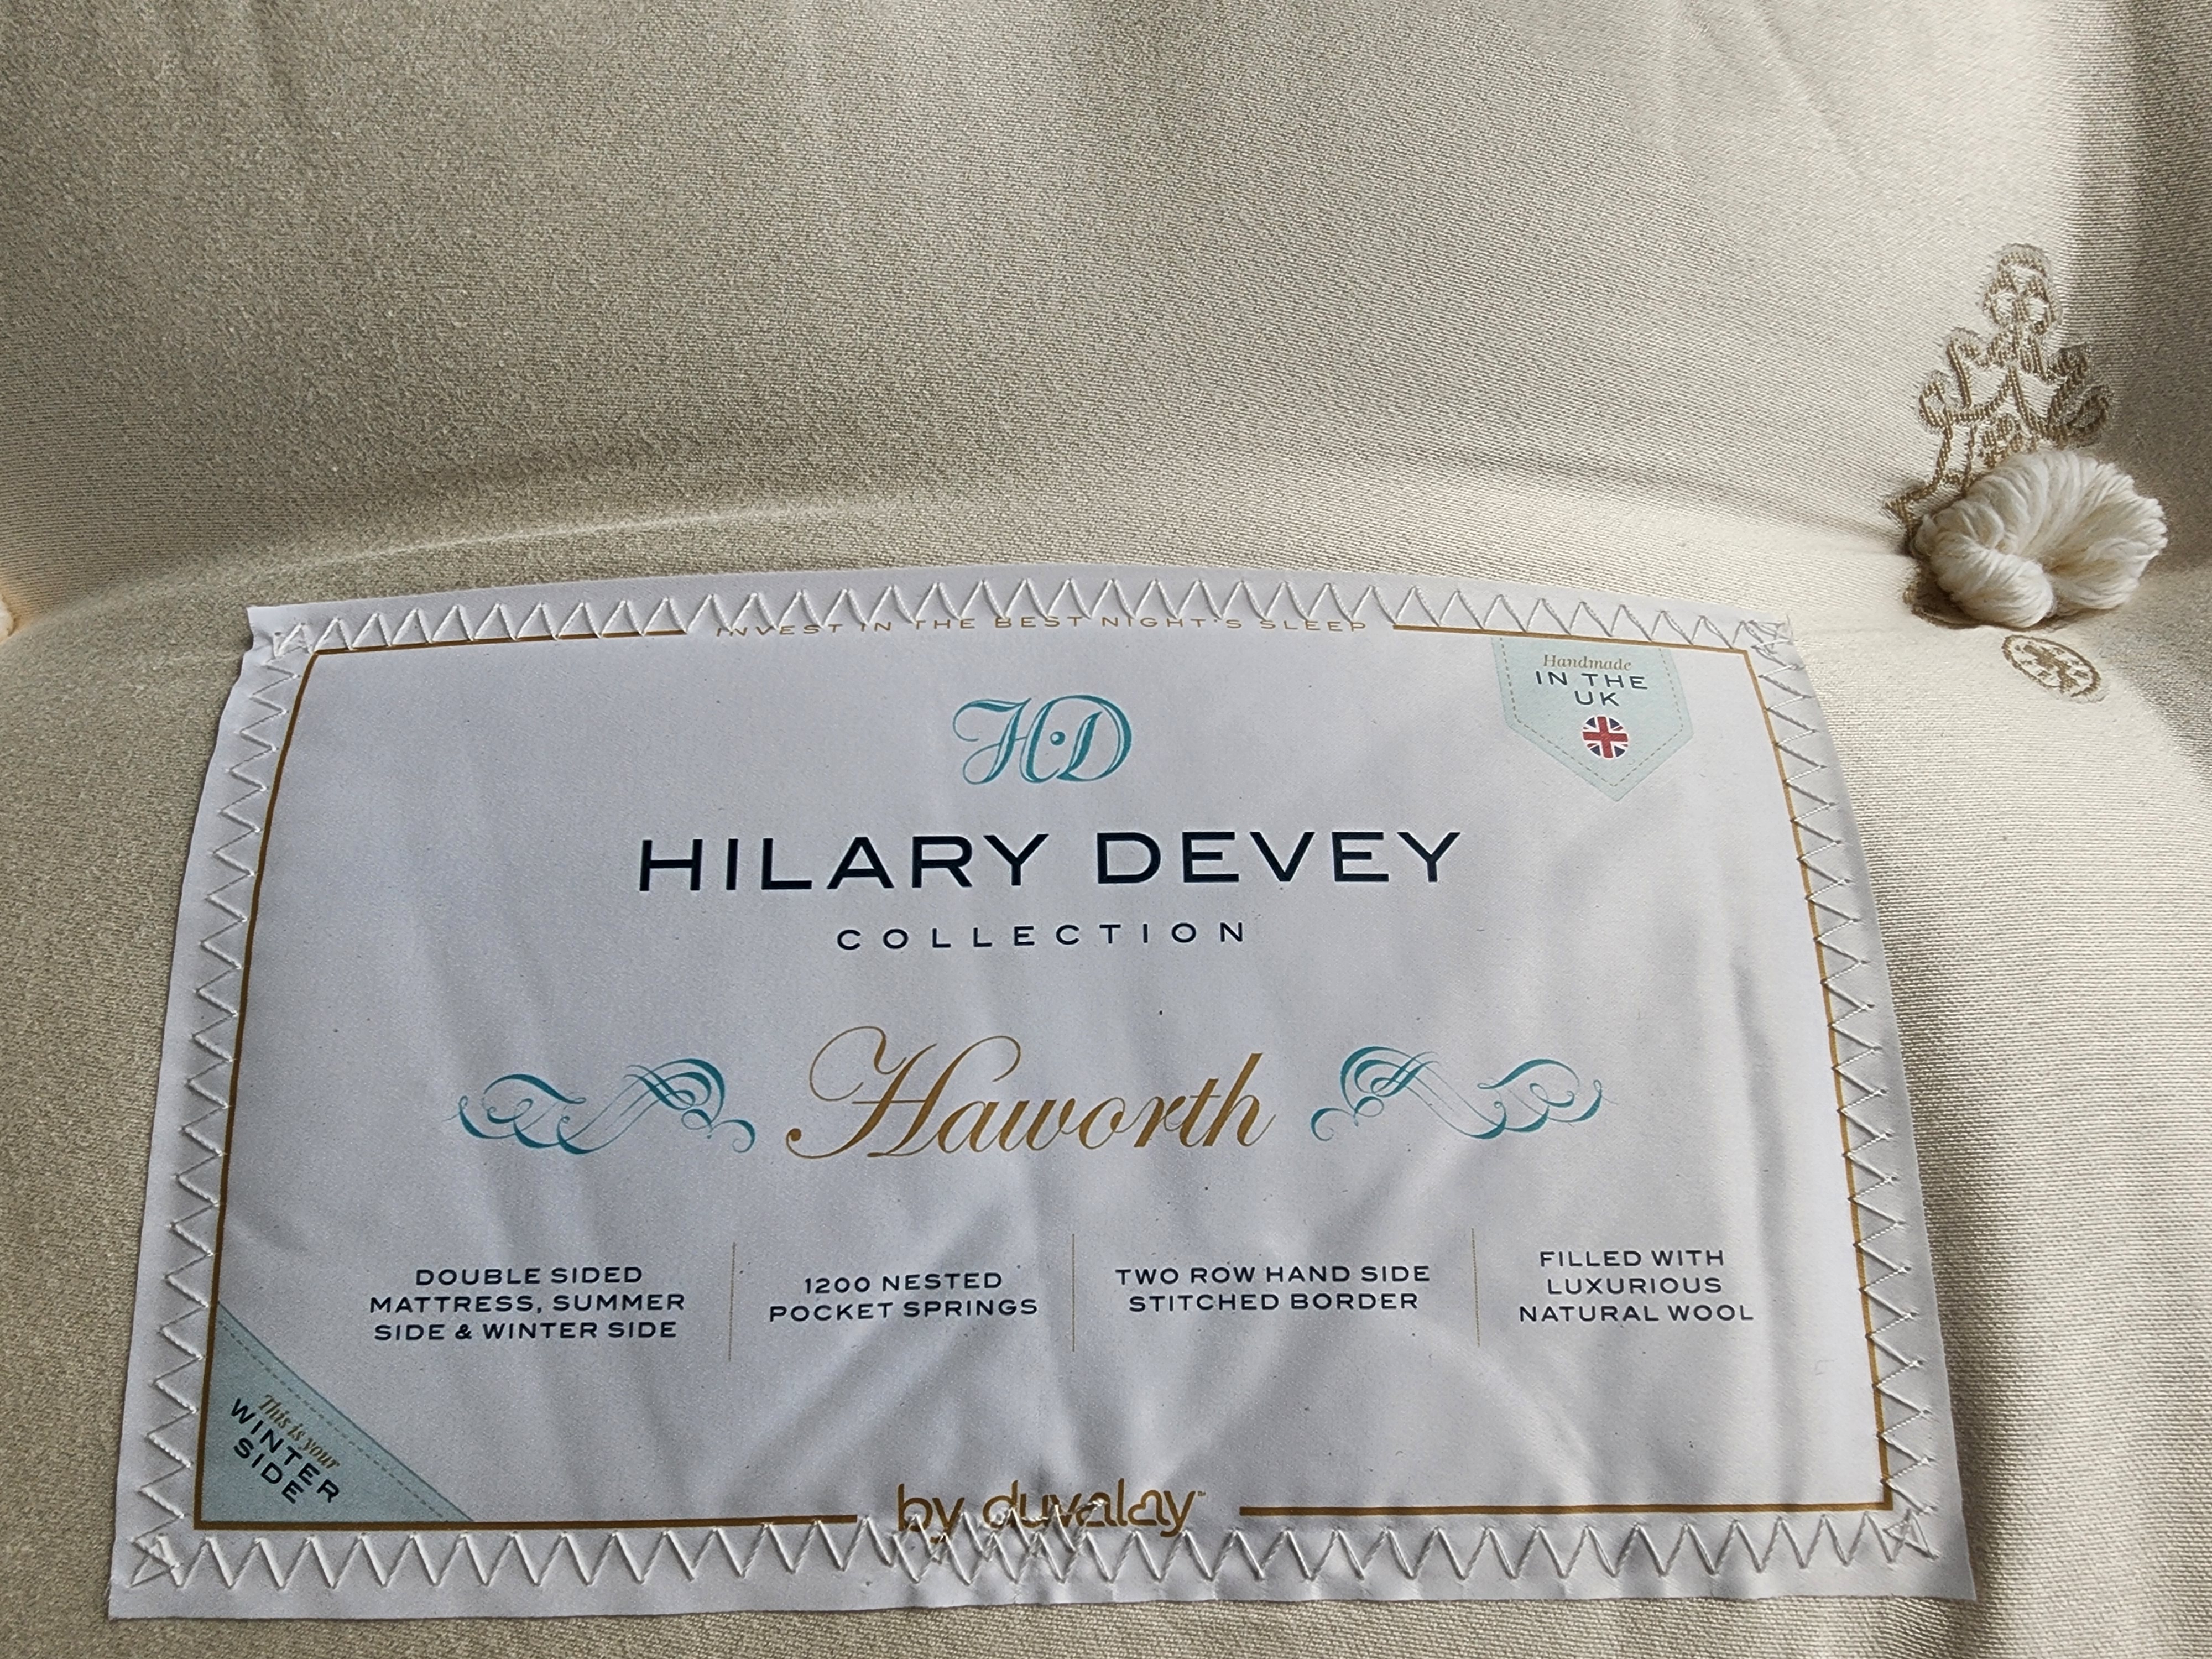 INVEST IN THE BEST NIGHT'S SLEEP
Handmade
IN THE
UK
H·D
HILARY DEVEY
COLLECTION
Haworth
DOUBLE SIDED
MATTRESS, SUMMER
SIDE & WINTER SIDE
1200 NESTED
POCKET SPRINGS
TWO ROW HAND SIDE
STITCHED BORDER
FILLED WITH
LUXURIOUS
NATURAL WOOL
This is your
WINTER
SIDE
by duvalay™